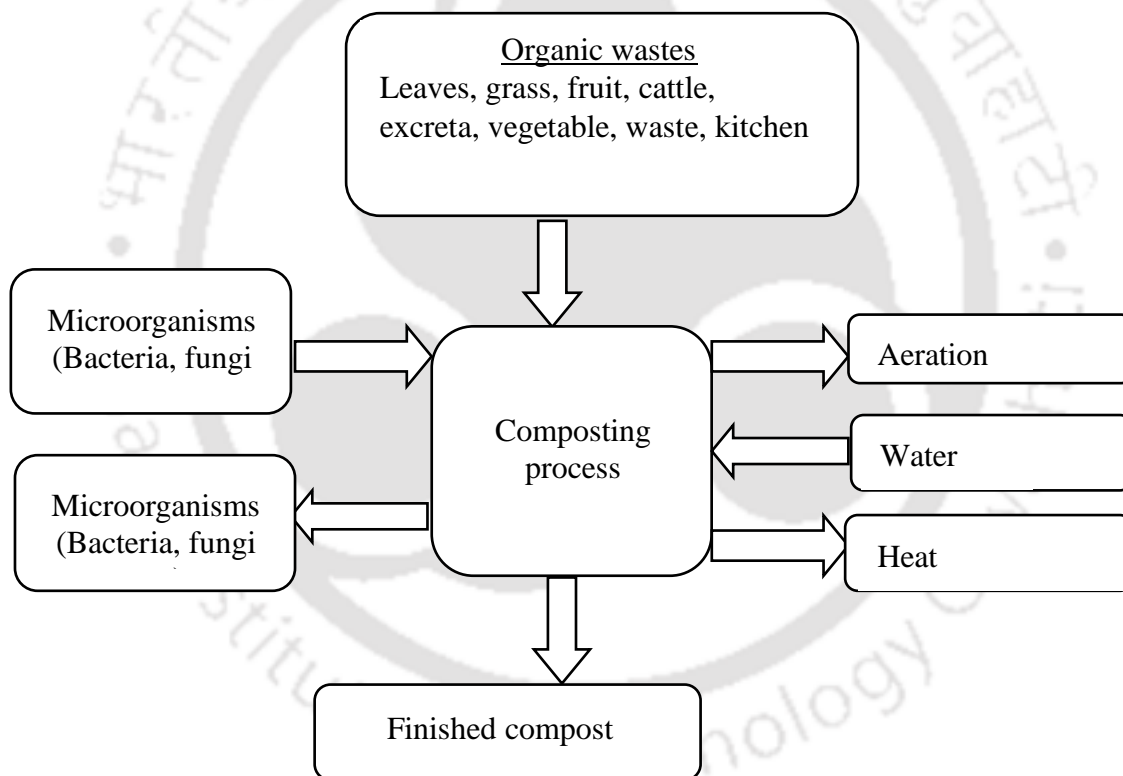 Organic wastes
Leaves, grass, fruit, cattle,
excreta, vegetable, waste, kitchen
Microorganisms
(Bacteria, fungi
Aeration
Composting
process
Water
Microorganisms
(Bacteria, fungi
Heat
Finished compost